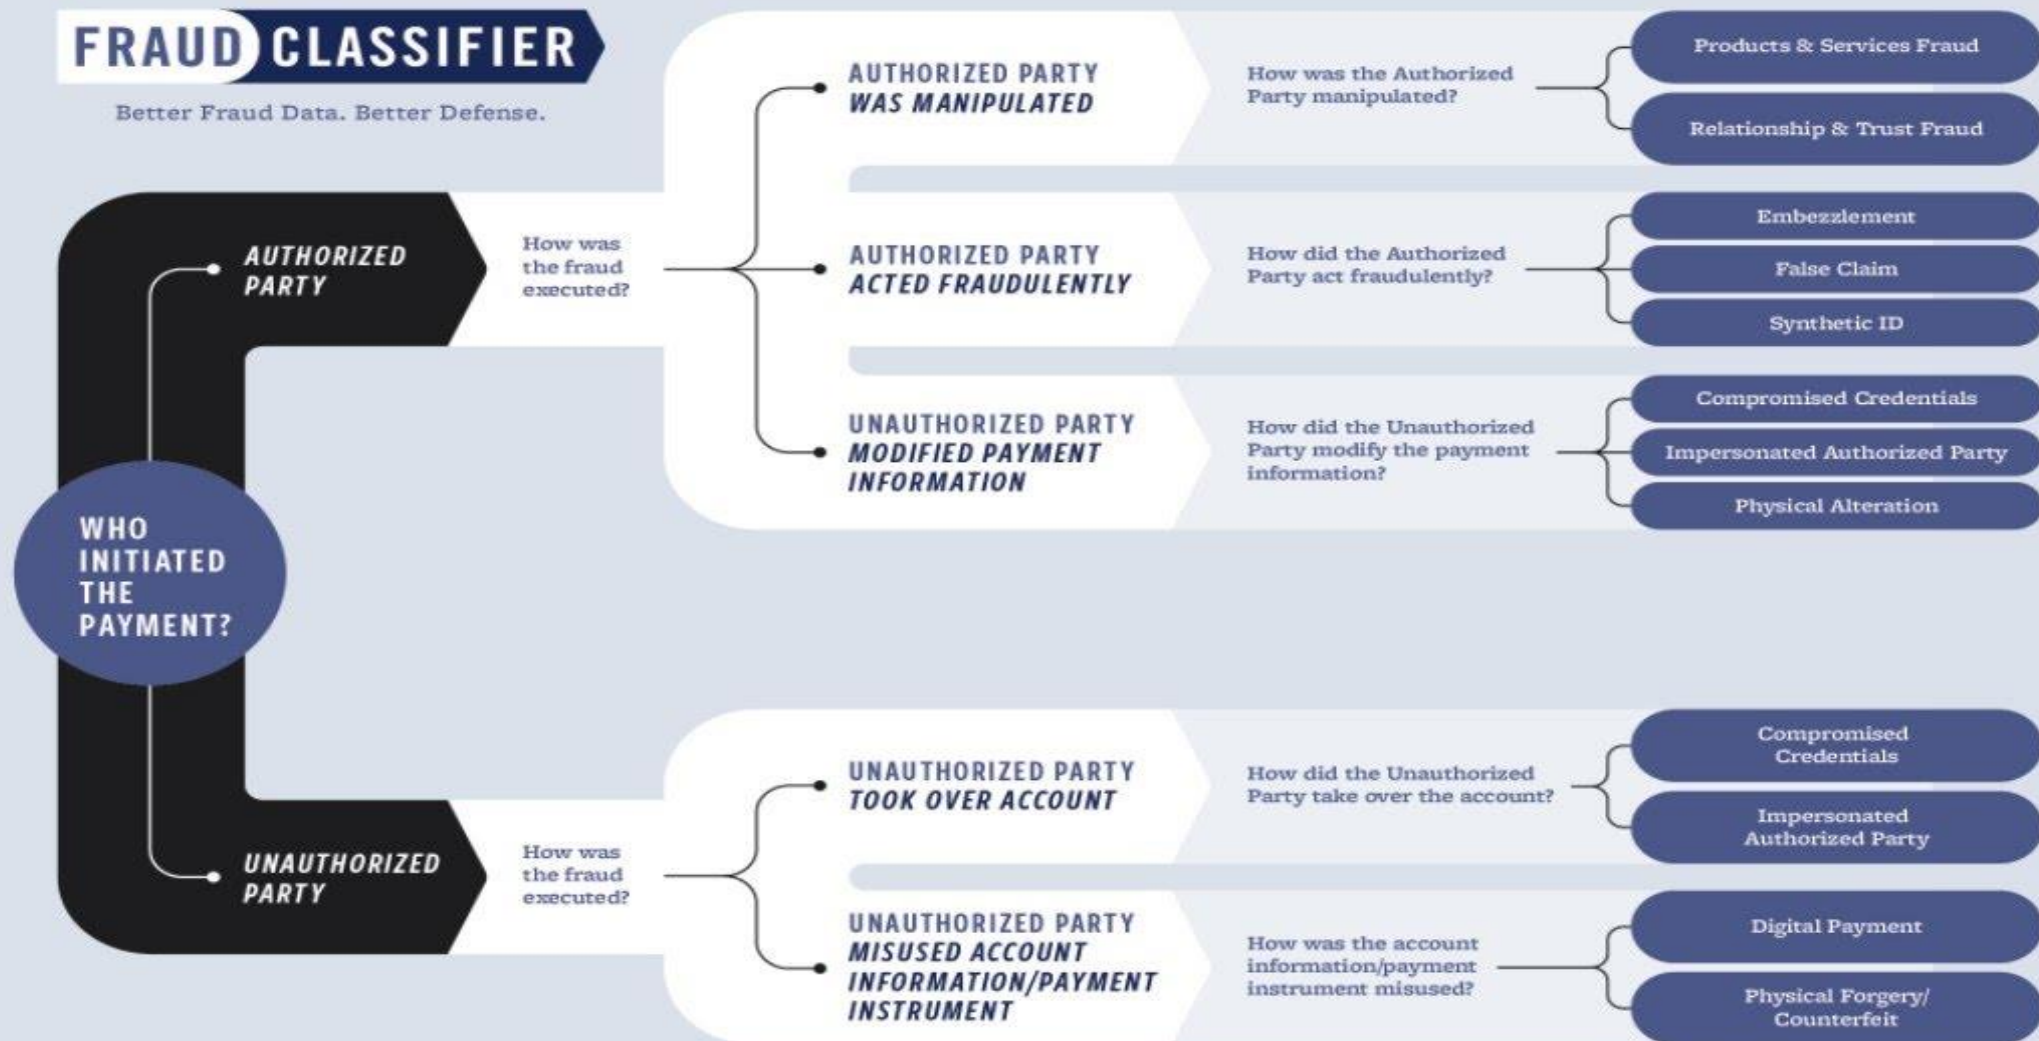 FRAUD CLASSIFIER
Better Fraud Data. Better Defense.
WHO
INITIATED
THE
PAYMENT?
AUTHORIZED
PARTY
How was
the fraud
executed?
AUTHORIZED PARTY
WAS MANIPULATED
How was the Authorized
Party manipulated?
Products & Services Fraud
Relationship & Trust Fraud
AUTHORIZED PARTY
ACTED FRAUDULENTLY
How did the Authorized
Party act fraudulently?
Embezzlement
False Claim
Synthetic ID
UNAUTHORIZED PARTY
MODIFIED PAYMENT
INFORMATION
How did the Unauthorized
Party modify the payment
information?
Compromised Credentials
Impersonated Authorized Party
Physical Alteration
UNAUTHORIZED
PARTY
How was
the fraud
executed?
UNAUTHORIZED PARTY
TOOK OVER ACCOUNT
How did the Unauthorized
Party take over the account?
Compromised
Credentials
Impersonated
Authorized Party
UNAUTHORIZED PARTY
MISUSED ACCOUNT
INFORMATION/PAYMENT
INSTRUMENT
How was the account
information/payment
instrument misused?
Digital Payment
Physical Forgery/
Counterfeit